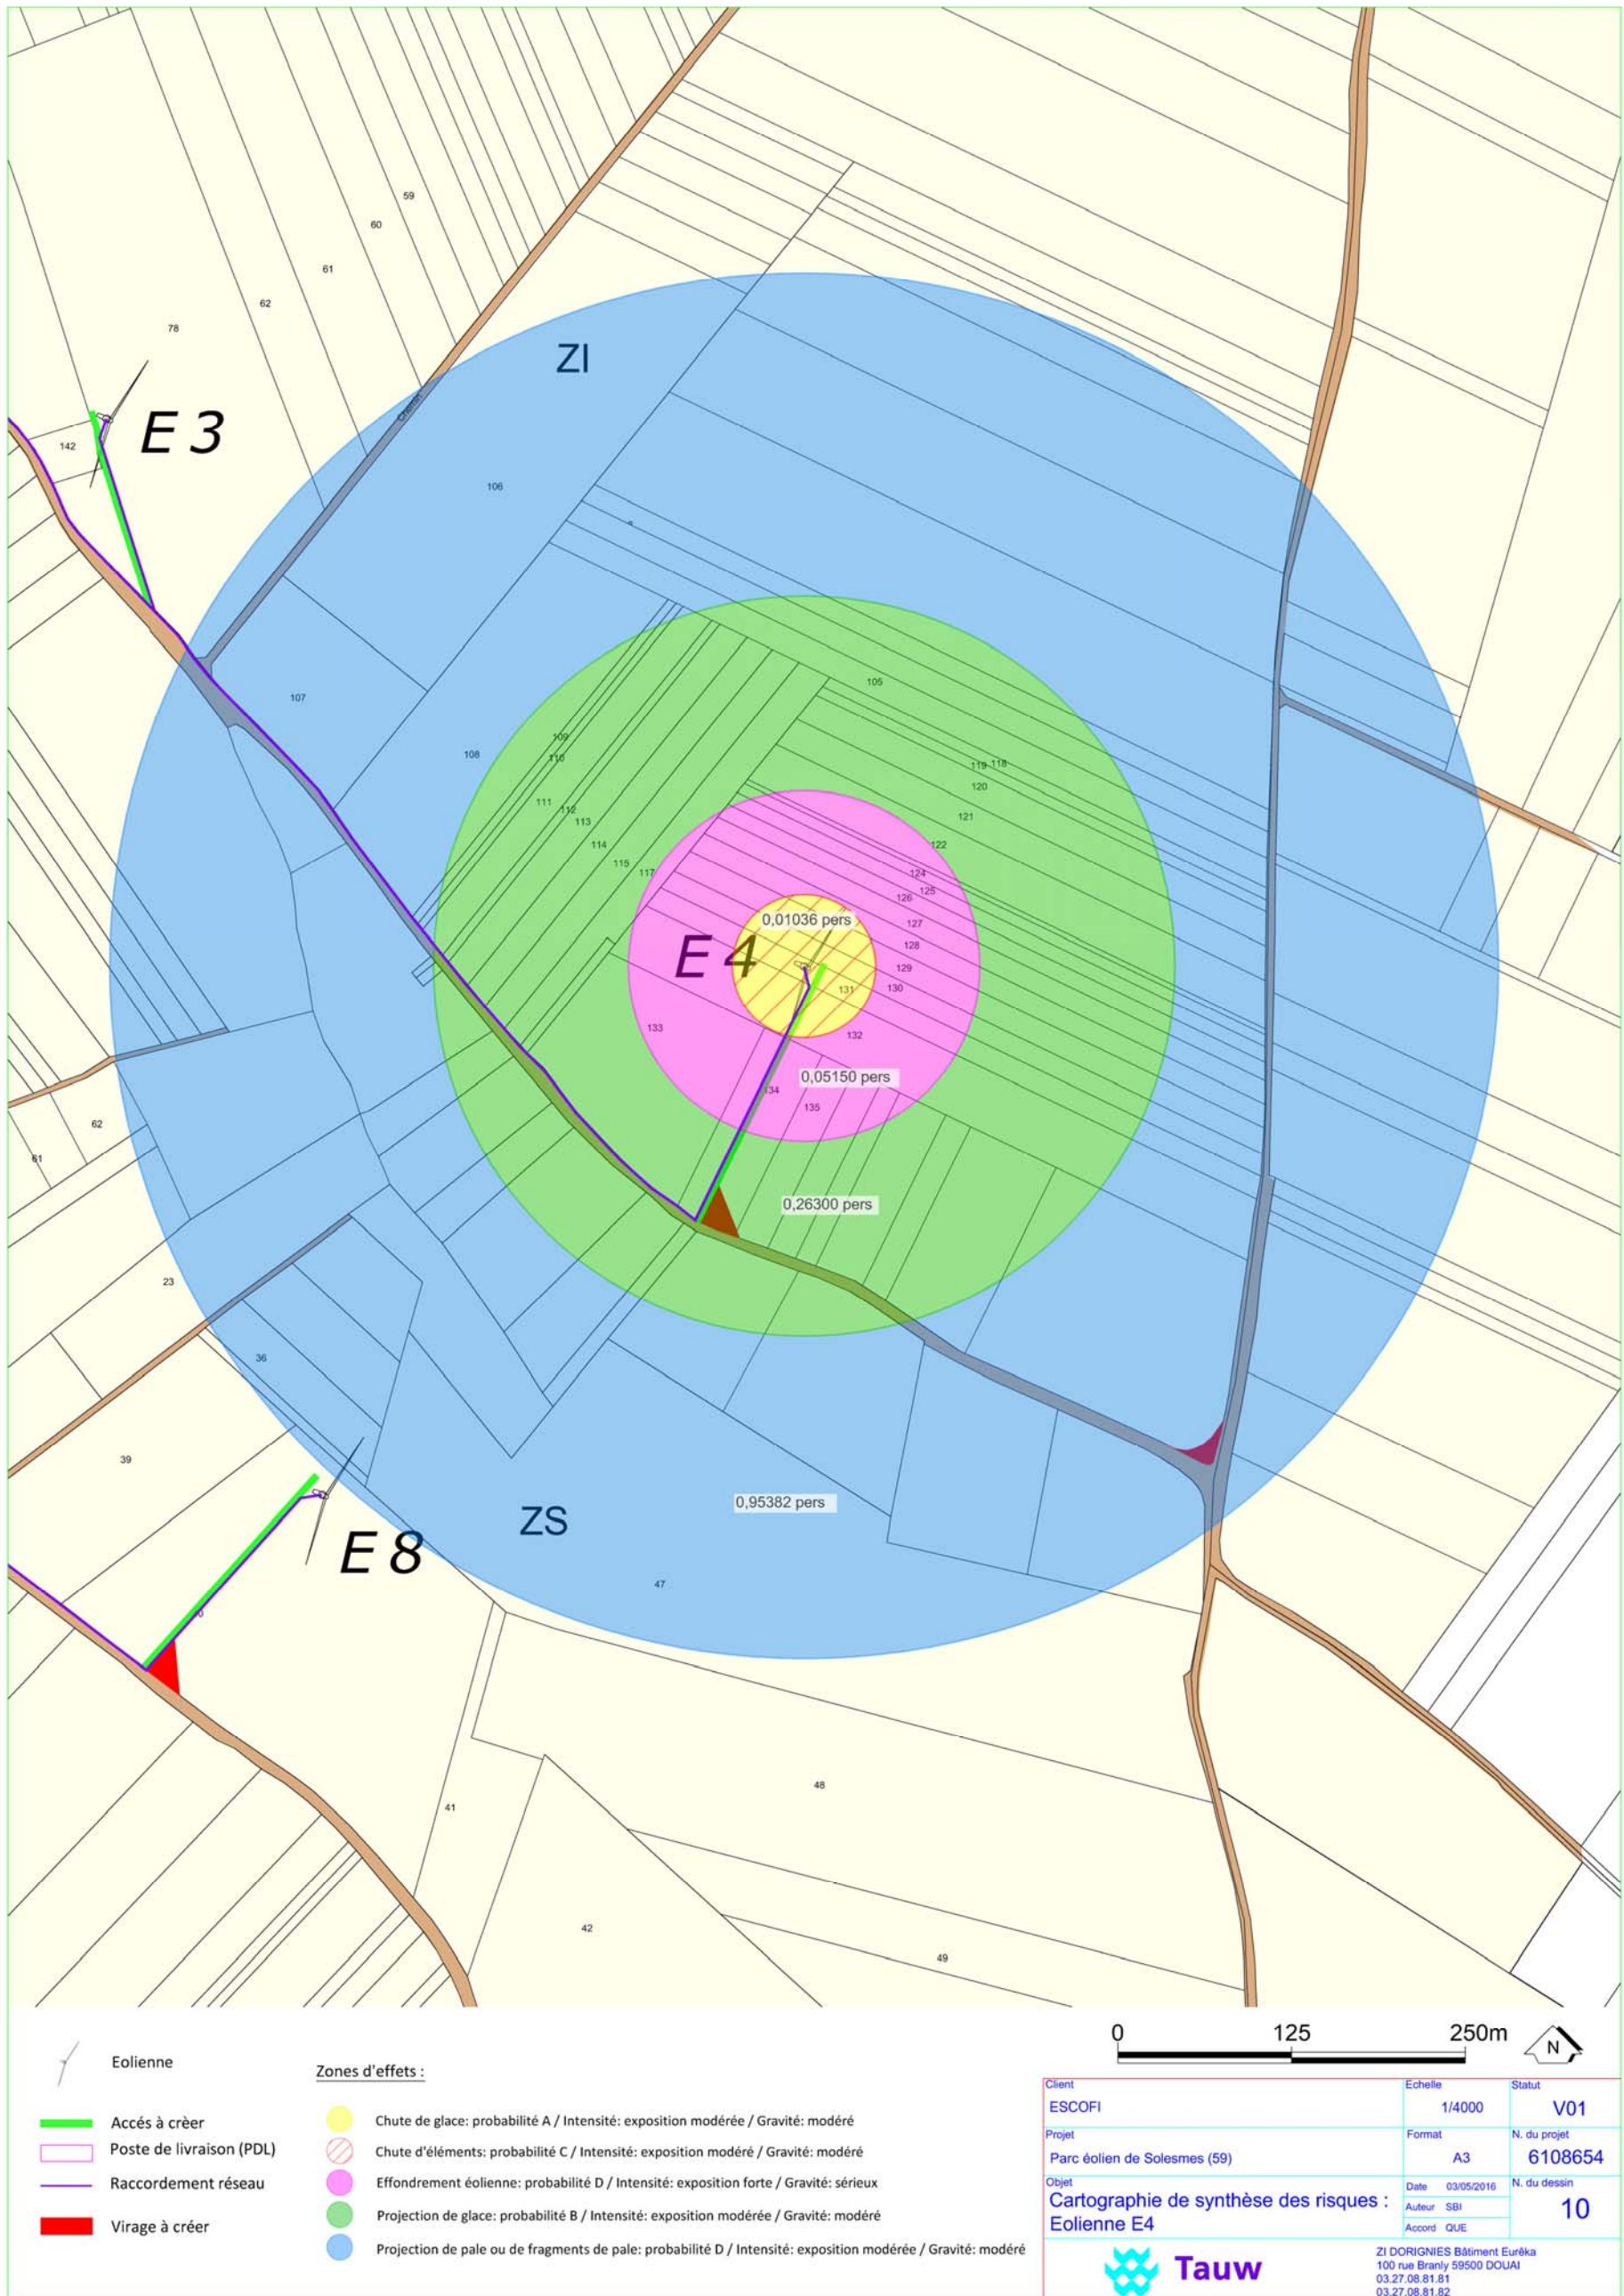 59
60
61
62
78
ZI
Chemin
E 3
142
106
107
105
109
108
110
119 118
120
111
112
121
113
114
122
115
117
124
125
126
0,01036 pers
127
128
E 4
129
131
130
133
132
0,05150 pers
134
135
62
61
0,26300 pers
23
36
39
0,95382 pers
ZS
E 8
47
48
41
42
49
0 125 250m
N
Eolienne
Accés à crèer
Poste de livraison (PDL)
Raccordement réseau
Virage à créer
Zones d'effets :
Chute de glace: probabilité A / Intensité: exposition modérée / Gravité: modéré
Chute d'éléments: probabilité C / Intensité: exposition modéré / Gravité: modéré
Effondrement éolienne: probabilité D / Intensité: exposition forte / Gravité: sérieux
Projection de glace: probabilité B / Intensité: exposition modérée / Gravité: modéré
Projection de pale ou de fragments de pale: probabilité D / Intensité: exposition modérée / Gravité: modéré
Client
ESCOFI
Echelle
1/4000
Statut
V01
Projet
Parc éolien de Solesmes (59)
Format
A3
N. du projet
6108654
Objet
Cartographie de synthèse des risques :
Eolienne E4
Date 03/05/2016
Auteur SBI
Accord QUE
N. du dessin
10
Tauw
ZI DORIGNIES Bâtiment Eurêka
100 rue Branly 59500 DOUAI
03.27.08.81.81
03.27.08.81.82